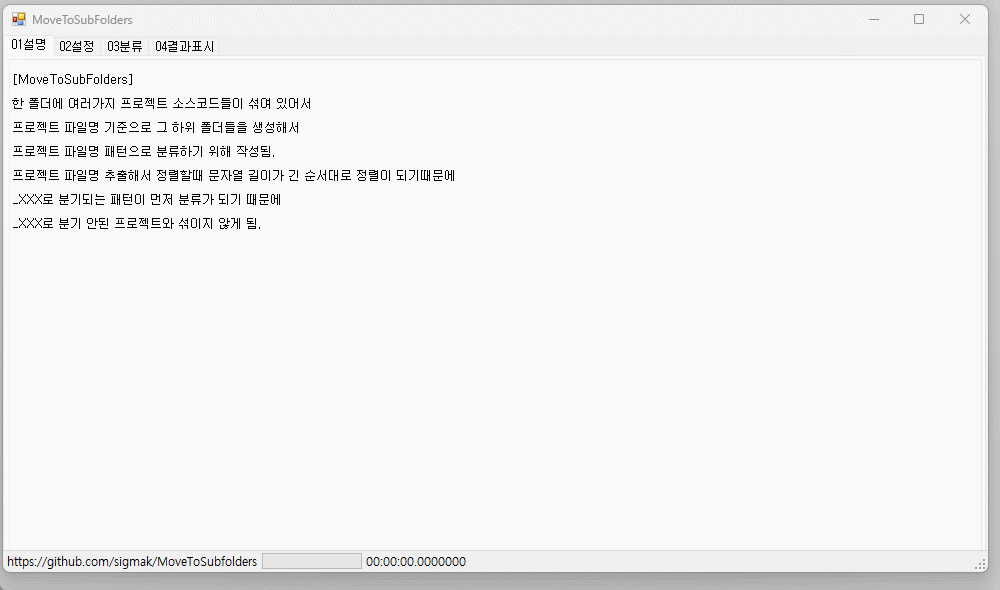 MoveToSubFolders
01설명 02설정 03분류 04결과표시
[MoveToSubFolders]
한 폴더에 여러가지 프로젝트 소스코드들이 섞여 있어서
프로젝트 파일명 기준으로 그 하위 폴더들을 생성해서
프로젝트 파일명 패턴으로 분류하기 위해 작성됨.
프로젝트 파일명 추출해서 정렬할때 문자열 길이가 긴 순서대로 정렬이 되기때문에
_XXX로 분기되는 패턴이 먼저 분류가 되기 때문에
_XXX로 분기 안된 프로젝트와 섞이지 않게 됨.
https://github.com/sigmak/MoveToSubfolders 00:00:00.0000000